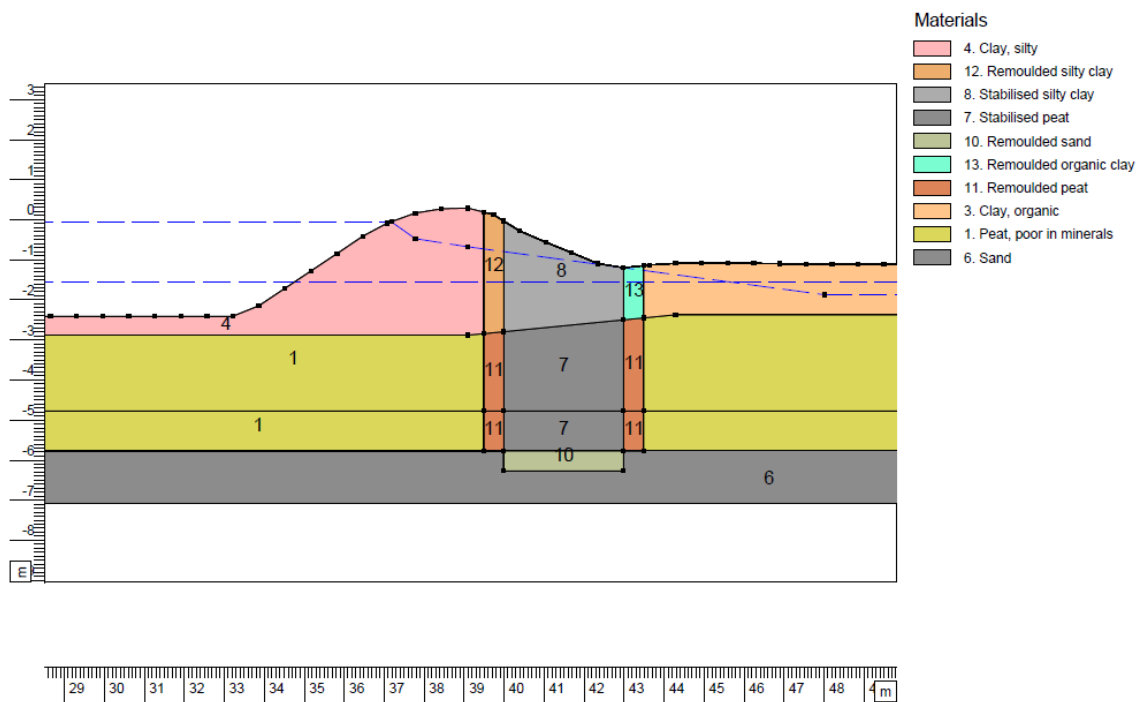 Materials
4. Clay, silty
12. Remoulded silty clay
8. Stabilised silty clay
7. Stabilised peat
10. Remoulded sand
13. Remoulded organic clay
11. Remoulded peat
3. Clay, organic
1. Peat, poor in minerals
6. Sand
3
2
1
0
-1
-2
-3
-4
-5
-6
-7
-8
m
12
8
13
4
1
11
7
11
1
11
7
11
10
6
29 30 31 32 33 34 35 36 37 38 39 40 41 42 43 44 45 46 47 48 m